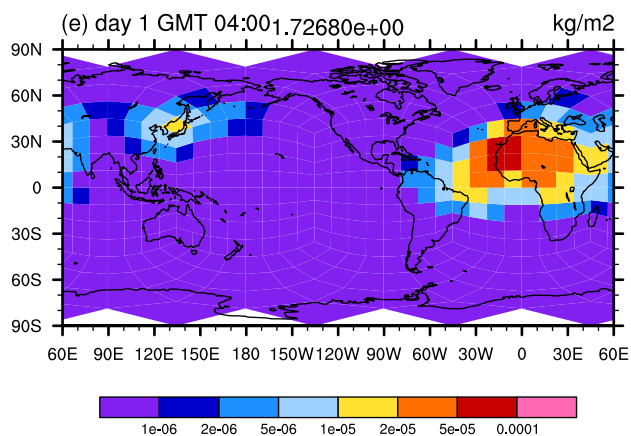 (e) day 1 GMT 04:00 1.72680e+00 kg/m2
90N
60N
30N
0
30S
60S
90S
60E 90E 120E 150E 180 150W 120W 90W 60W 30W 0 30E 60E
1e-06 2e-06 5e-06 1e-05 2e-05 5e-05 0.0001